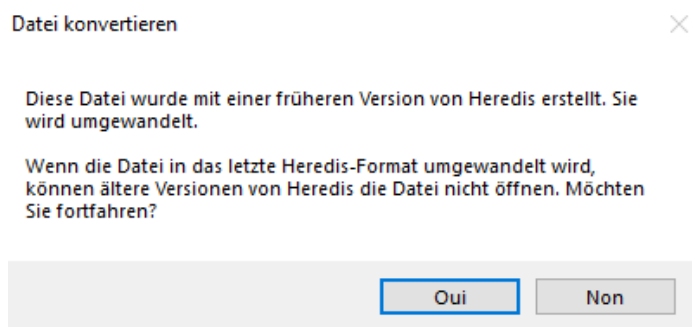 Datei konvertieren
Diese Datei wurde mit einer früheren Version von Heredis erstellt. Sie
wird umgewandelt.
Wenn die Datei in das letzte Heredis-Format umgewandelt wird,
können ältere Versionen von Heredis die Datei nicht öffnen. Möchten
Sie fortfahren?
Oui
Non